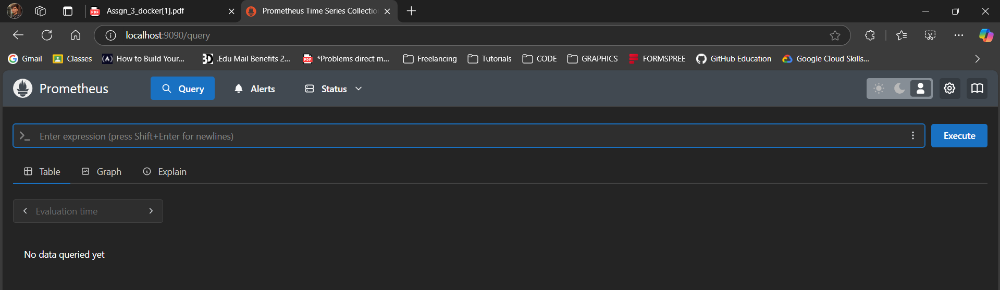 Assgn_3_docker[1].pdf
Prometheus Time Series Collectio
localhost:9090/query
Gmail
Classes
How to Build Your...
.Edu Mail Benefits 2...
*Problems direct m...
Freelancing
Tutorials
CODE
GRAPHICS
FORMSPREE
GitHub Education
Google Cloud Skills...
Prometheus
Query
Alerts
Status
Enter expression (press Shift+Enter for newlines)
Execute
Table
Graph
Explain
Evaluation time
No data queried yet